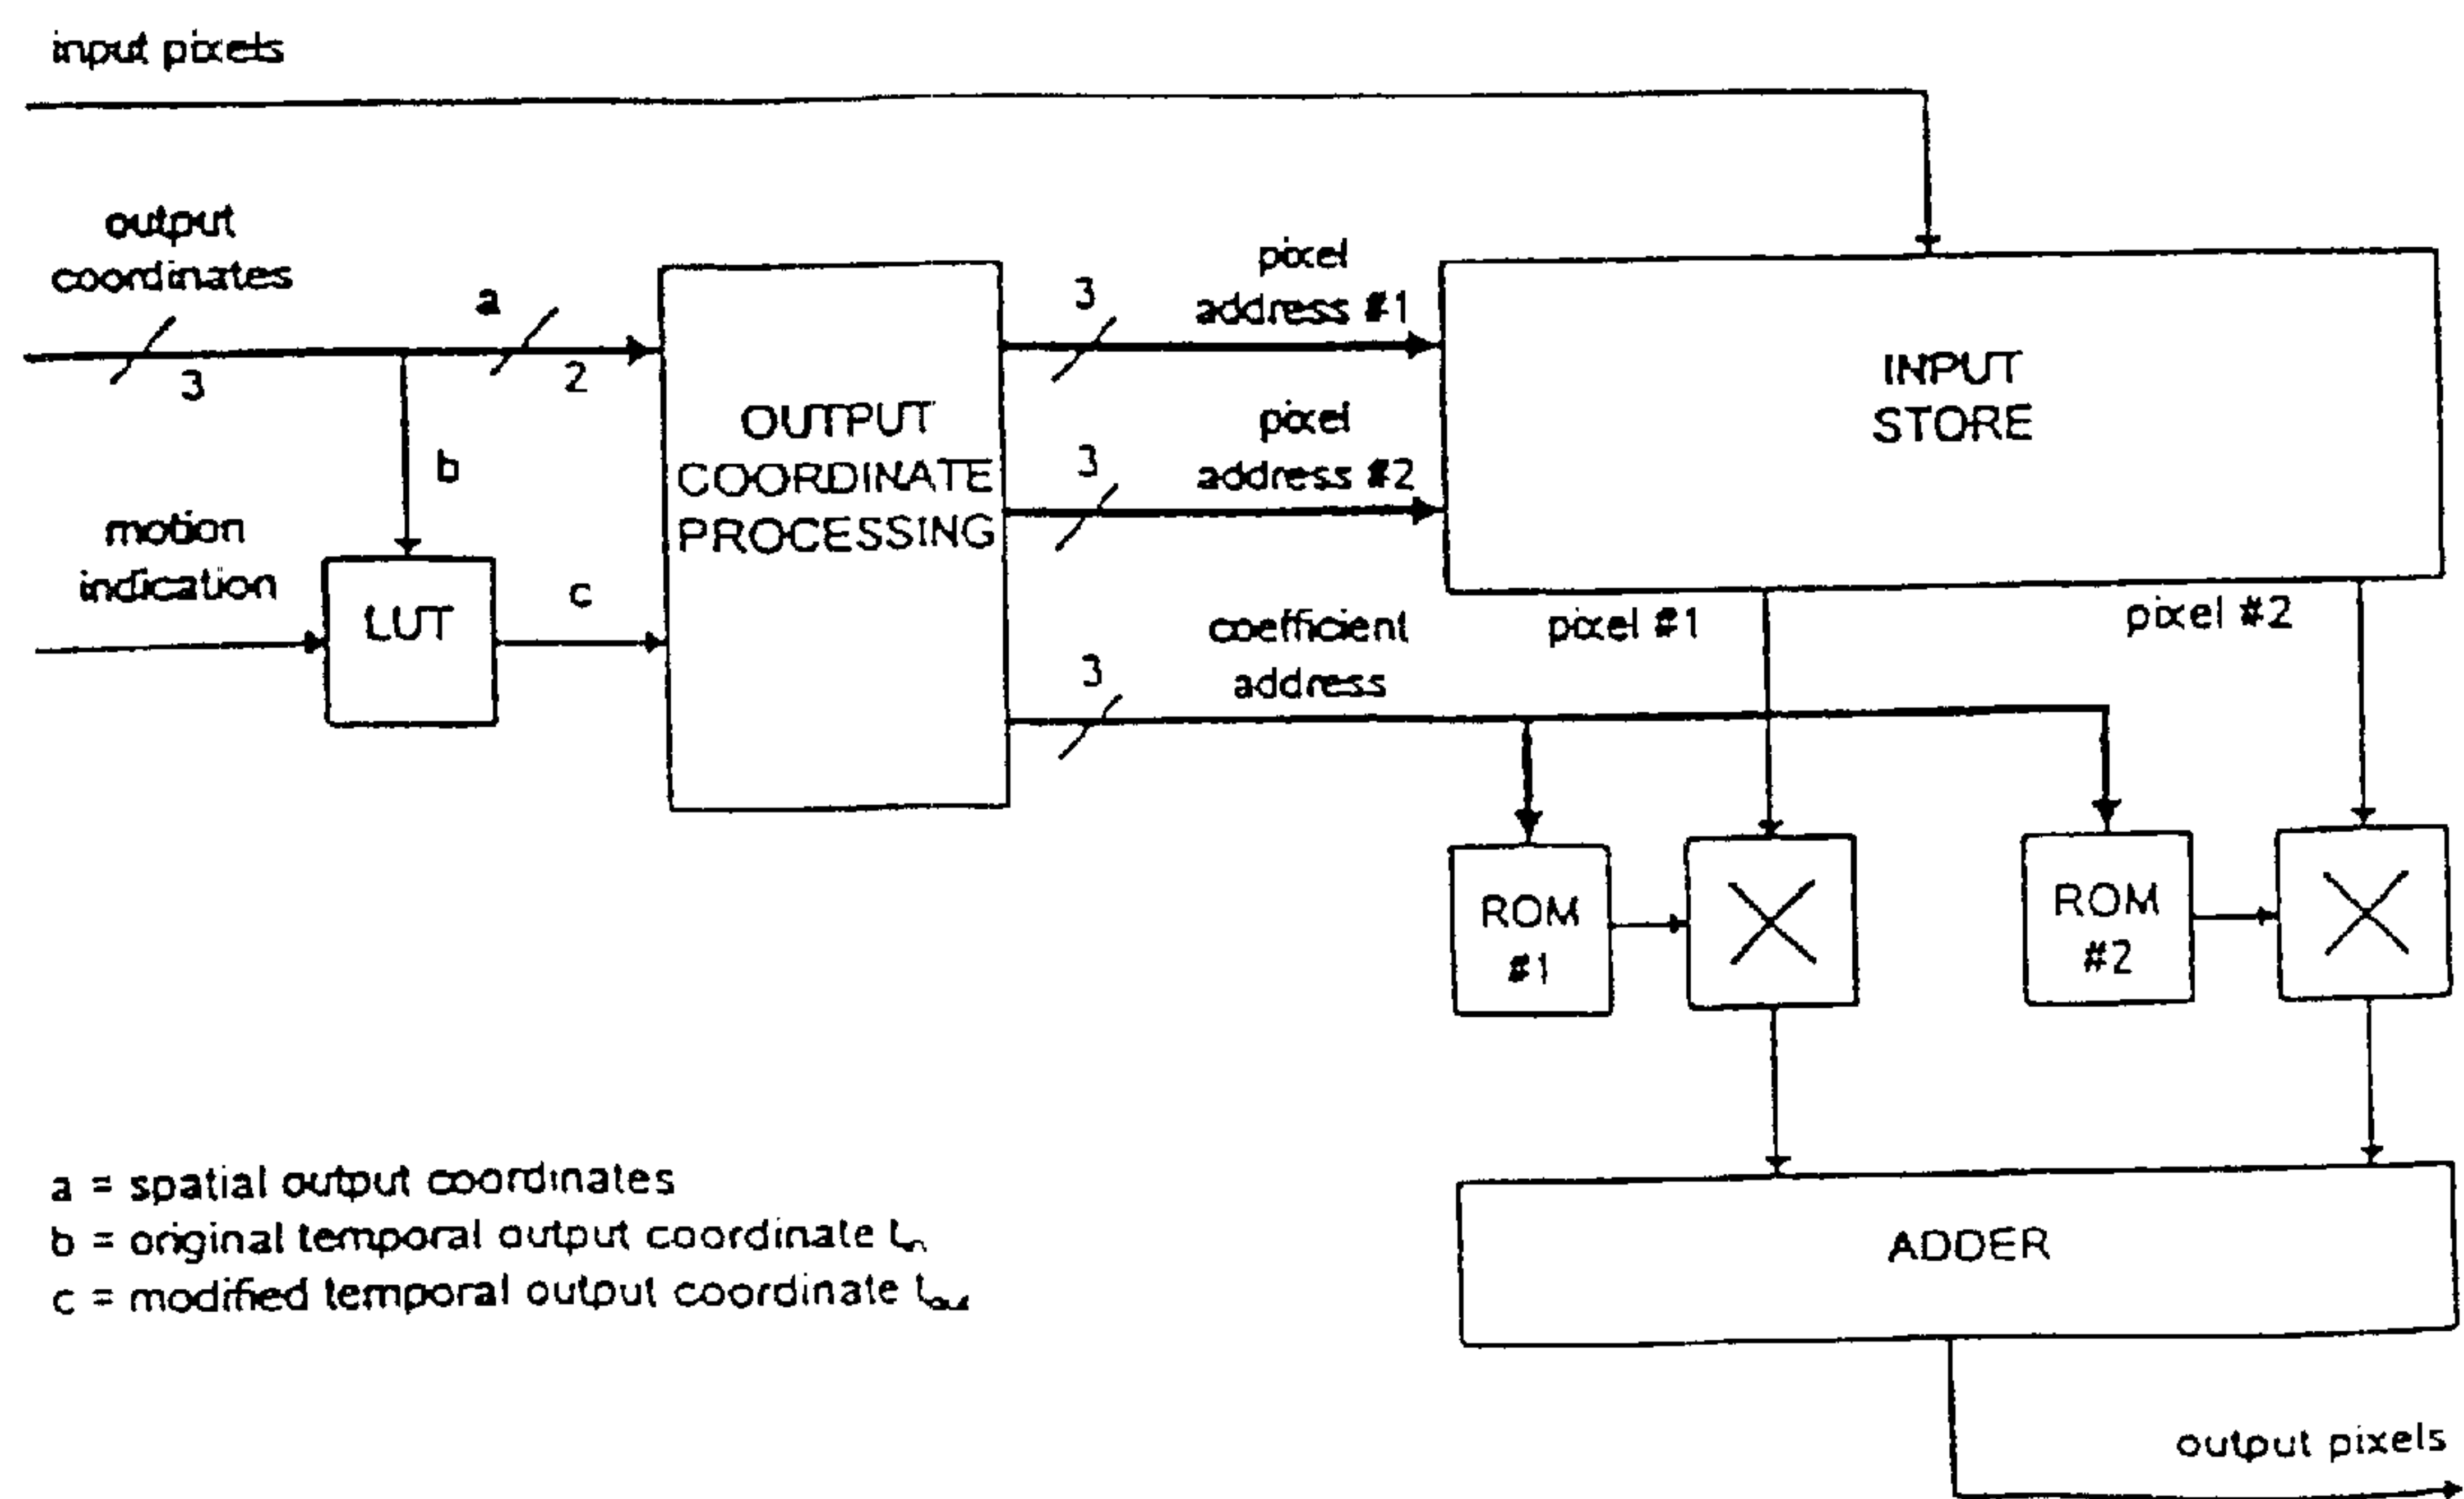 input pixels
output
coordinates
3
a
2
b
motion
indication
LUT
c
OUTPUT
COORDINATE
PROCESSING
3
pixel
address #1
3
pixel
address #2
3
coefficient
address
INPUT
STORE
pixel #1
pixel #2
ROM
#1
ROM
#2
ADDER
output pixels
a = spatial output coordinates
b = original temporal output coordinate
c = modified temporal output coordinate t_out